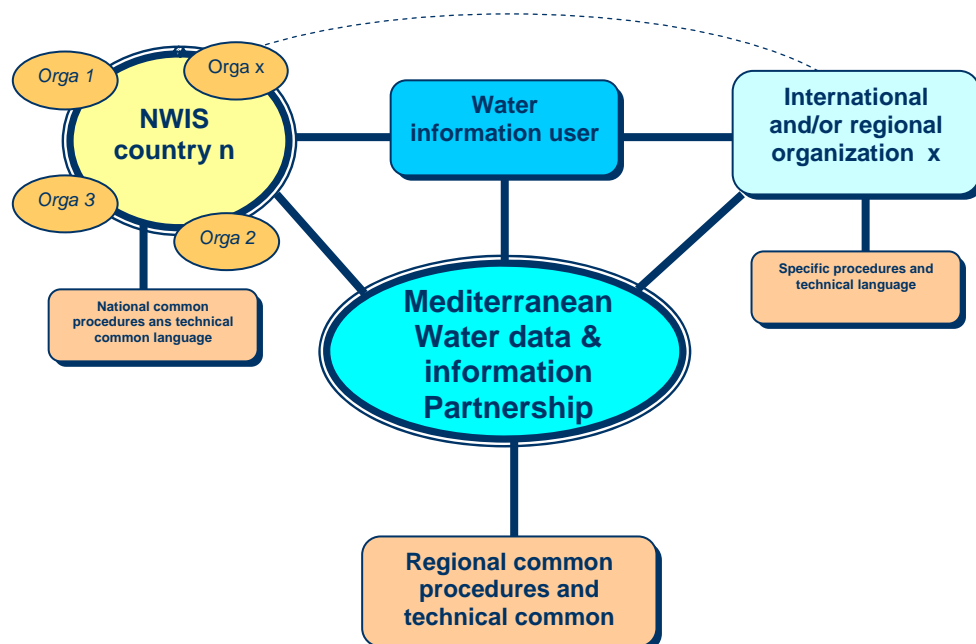 Orga 1
Orga x
NWIS
country n
Orga 3
Orga 2
Water
information user
International
and/or regional
organization x
National common
procedures ans technical
common language
Specific procedures and
technical language
Mediterranean
Water data &
information
Partnership
Regional common
procedures and
technical common